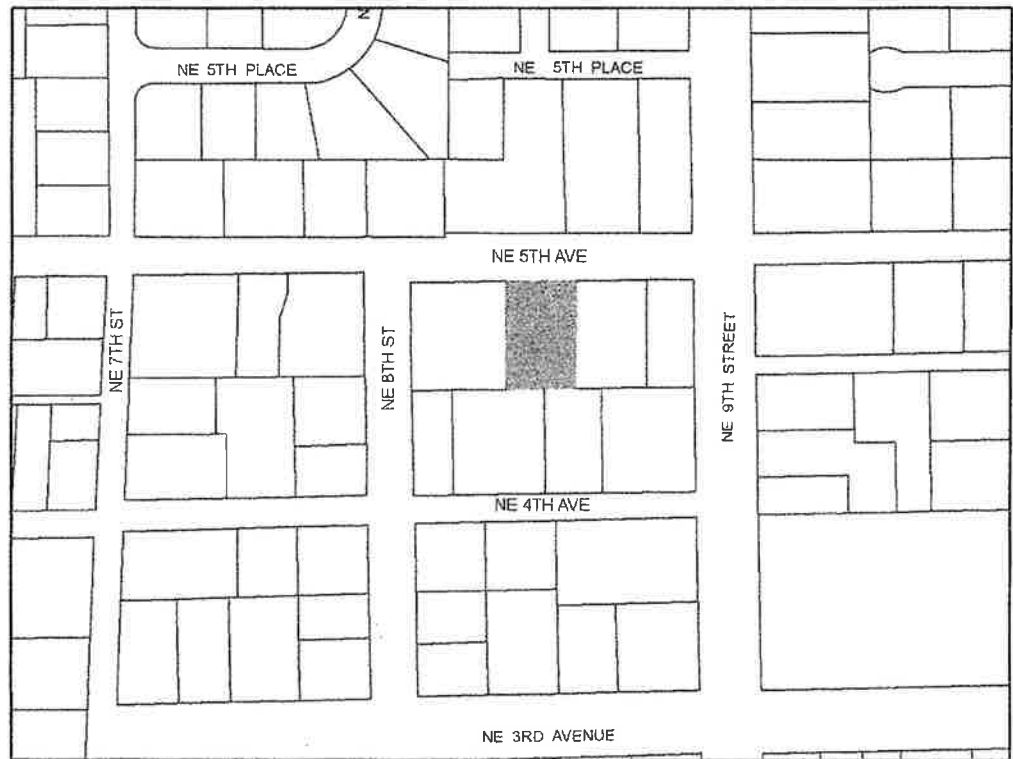 NE 5TH PLACE
NE 5TH PLACE
NE 5TH AVE
NE 7TH ST
NE 8TH ST
NE 9TH STREET
NE 4TH AVE
NE 3RD AVENUE